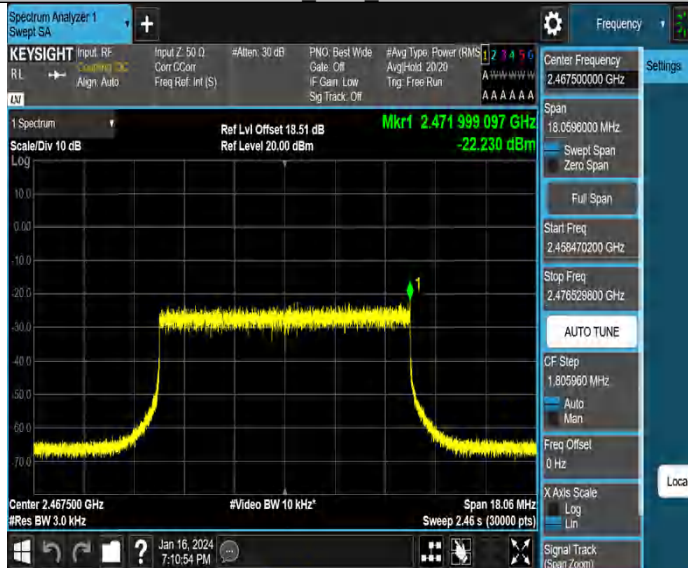 Spectrum Analyzer 1
Swept SA
Frequency
KEYSIGHT Input: RF
Coupling: DC
Align: Auto
RL
Input Z: 50 Ω
Corr CCorr
Freq Ref: Int (S)
#Atten: 30 dB
PNO: Best Wide
Gate: Off
IF Gain: Low
Sig Track: Off
#Avg Type: Power (RMS)
Avg|Hold: 20/20
Trig: Free Run
1 2 3 4 5 6
A W W W W W
A A A A A A
LXI
1 Spectrum
Scale/Div 10 dB
Ref Lvl Offset 18.51 dB
Ref Level 20.00 dBm
Mkr1 2.471 999 097 GHz
-22.230 dBm
Log
10.0
0.00
-10.0
-20.0
-30.0
-40.0
-50.0
-60.0
-70.0
1
Center 2.467500 GHz
#Res BW 3.0 kHz
#Video BW 10 kHz*
Span 18.06 MHz
Sweep 2.46 s (30000 pts)
Jan 16, 2024
7:10:54 PM
Center Frequency
2.467500000 GHz
Settings
Span
18.0596000 MHz
Swept Span
Zero Span
Full Span
Start Freq
2.458470200 GHz
Stop Freq
2.476529800 GHz
AUTO TUNE
CF Step
1.805960 MHz
Auto
Man
Freq Offset
0 Hz
X Axis Scale
Log
Lin
Loca
Signal Track
(Span Zoom)